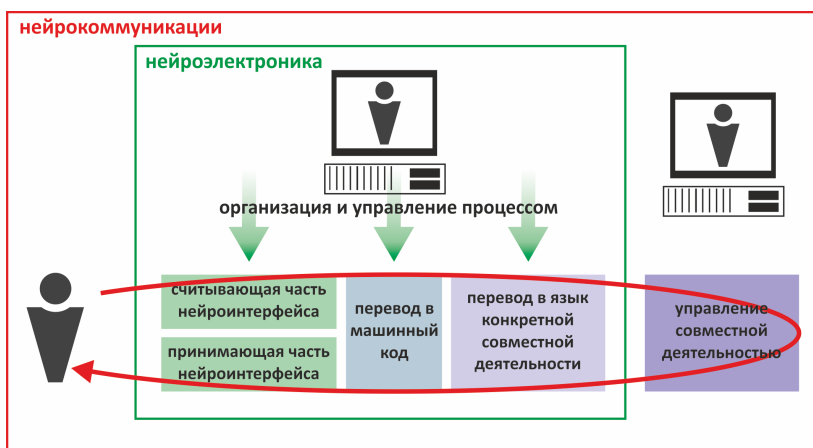 нейрокоммуникации
нейроэлектроника
организация и управление процессом
считывающая часть
нейроинтерфейса
принимающая часть
нейроинтерфейса
перевод в
машинный
код
перевод в язык
конкретной
совместной
деятельности
управление
совместной
деятельностью